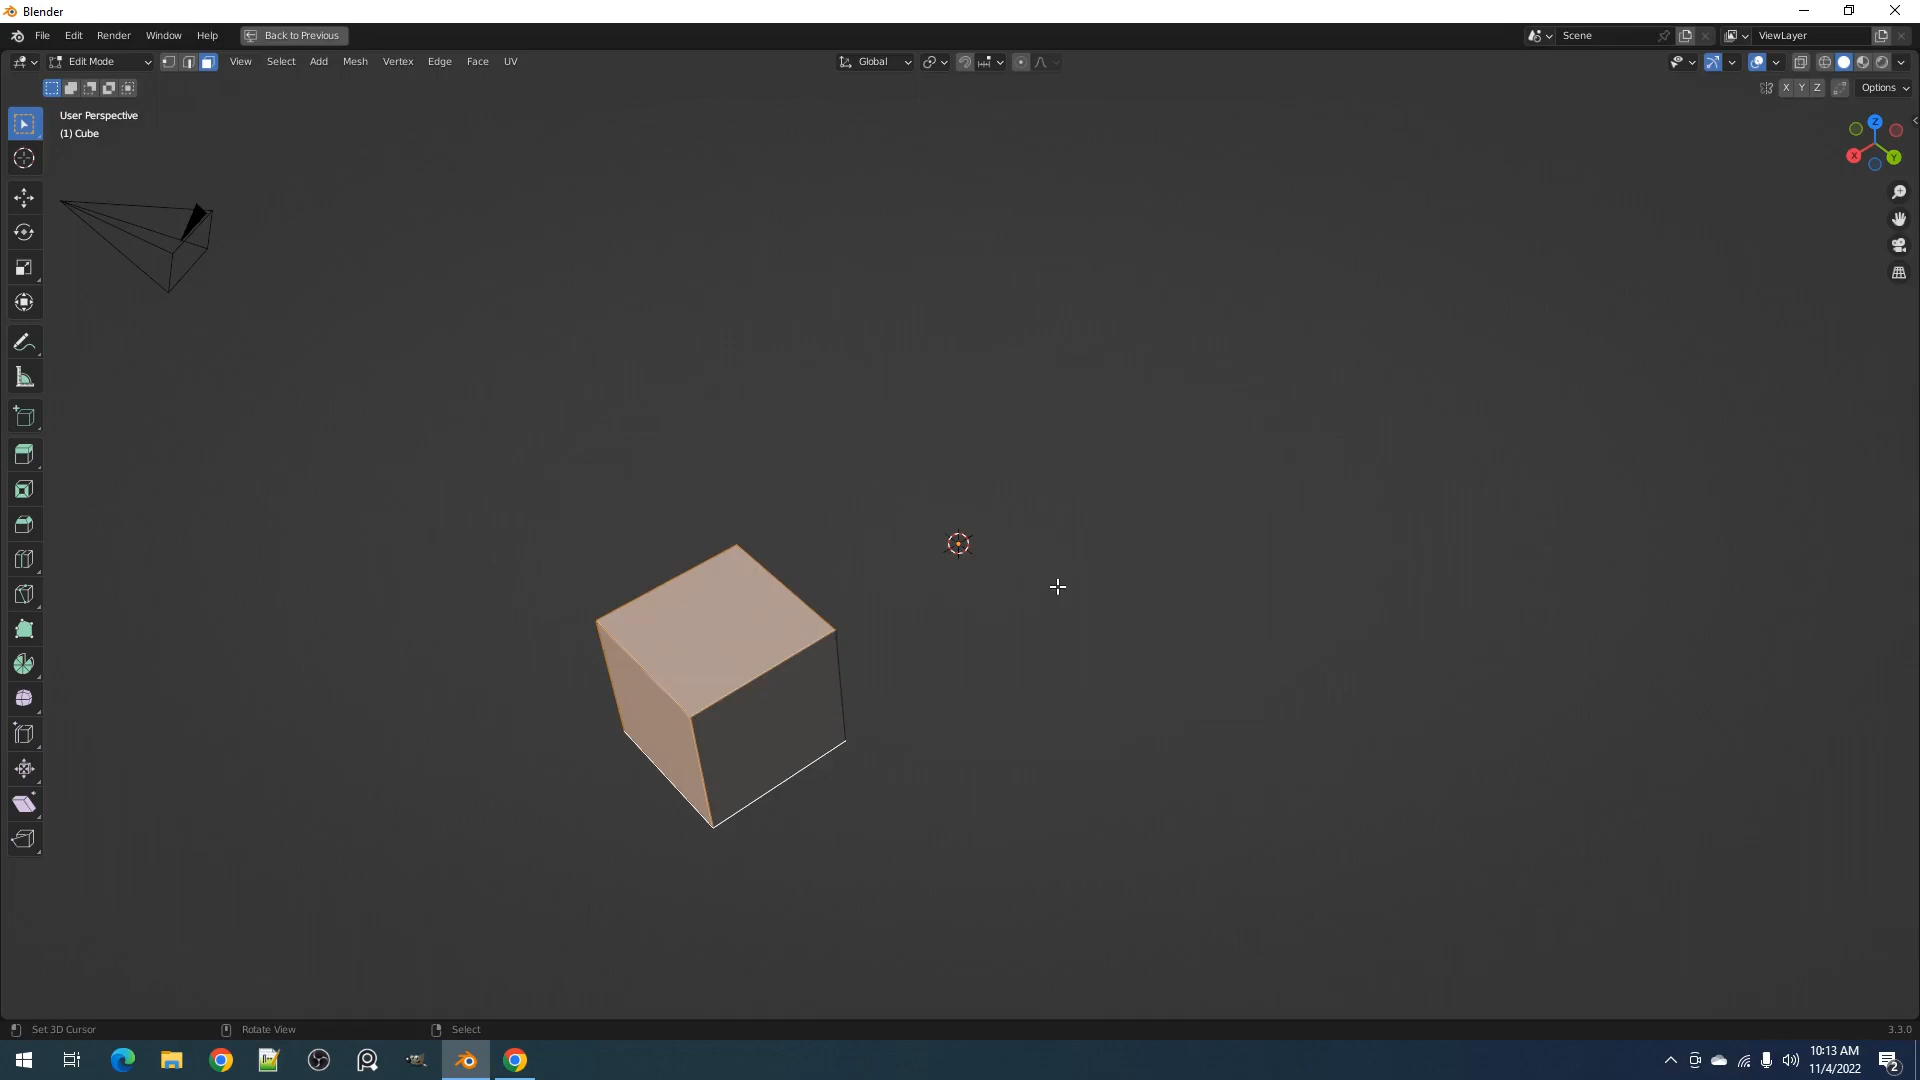 Blender
File Edit Render Window Help Back to Previous Scene ViewLayer
Edit Mode View Select Add Mesh Vertex Edge Face UV Global
X Y Z Options
User Perspective
(1) Cube
Z
X Y
Set 3D Cursor Rotate View Select 3.3.0
10:13 AM
11/4/2022
2